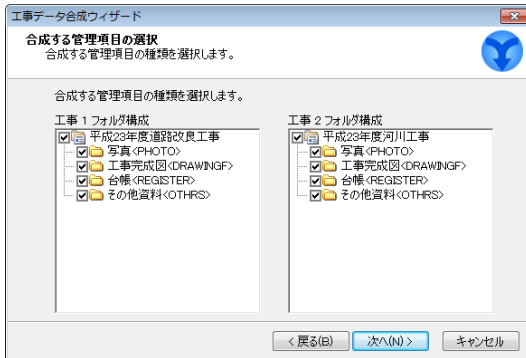 工事データ合成ウィザード
合成する管理項目の選択
合成する管理項目の種類を選択します。
合成する管理項目の種類を選択します。
工事 1 フォルダ構成
平成23年度道路改良工事
写真<PHOTO>
工事完成図<DRAWINGF>
台帳<REGISTER>
その他資料<OTHRS>
工事 2 フォルダ構成
平成23年度河川工事
写真<PHOTO>
工事完成図<DRAWINGF>
台帳<REGISTER>
その他資料<OTHRS>
< 戻る(B)
次へ(N) >
キャンセル